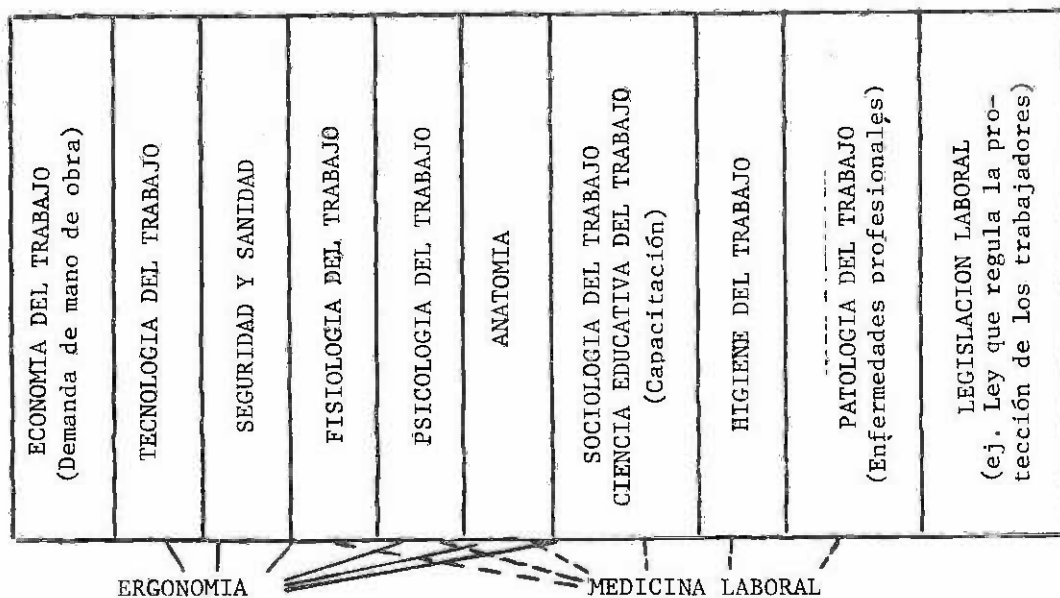 ECONOMIA DEL TRABAJO
(Demanda de mano de obra)
TECNOLOGIA DEL TRABAJO
SEGURIDAD Y SANIDAD
FISIOLOGIA DEL TRABAJO
PSICOLOGIA DEL TRABAJO
ANATOMIA
SOCIOLOGIA DEL TRABAJO
CIENCIA EDUCATIVA DEL TRABAJO
(Capacitación)
HIGIENE DEL TRABAJO
PATOLOGIA DEL TRABAJO
(Enfermedades profesionales)
LEGISLACION LABORAL
(ej. Ley que regula la pro-
tección de los trabajadores)
ERGONOMIA
MEDICINA LABORAL